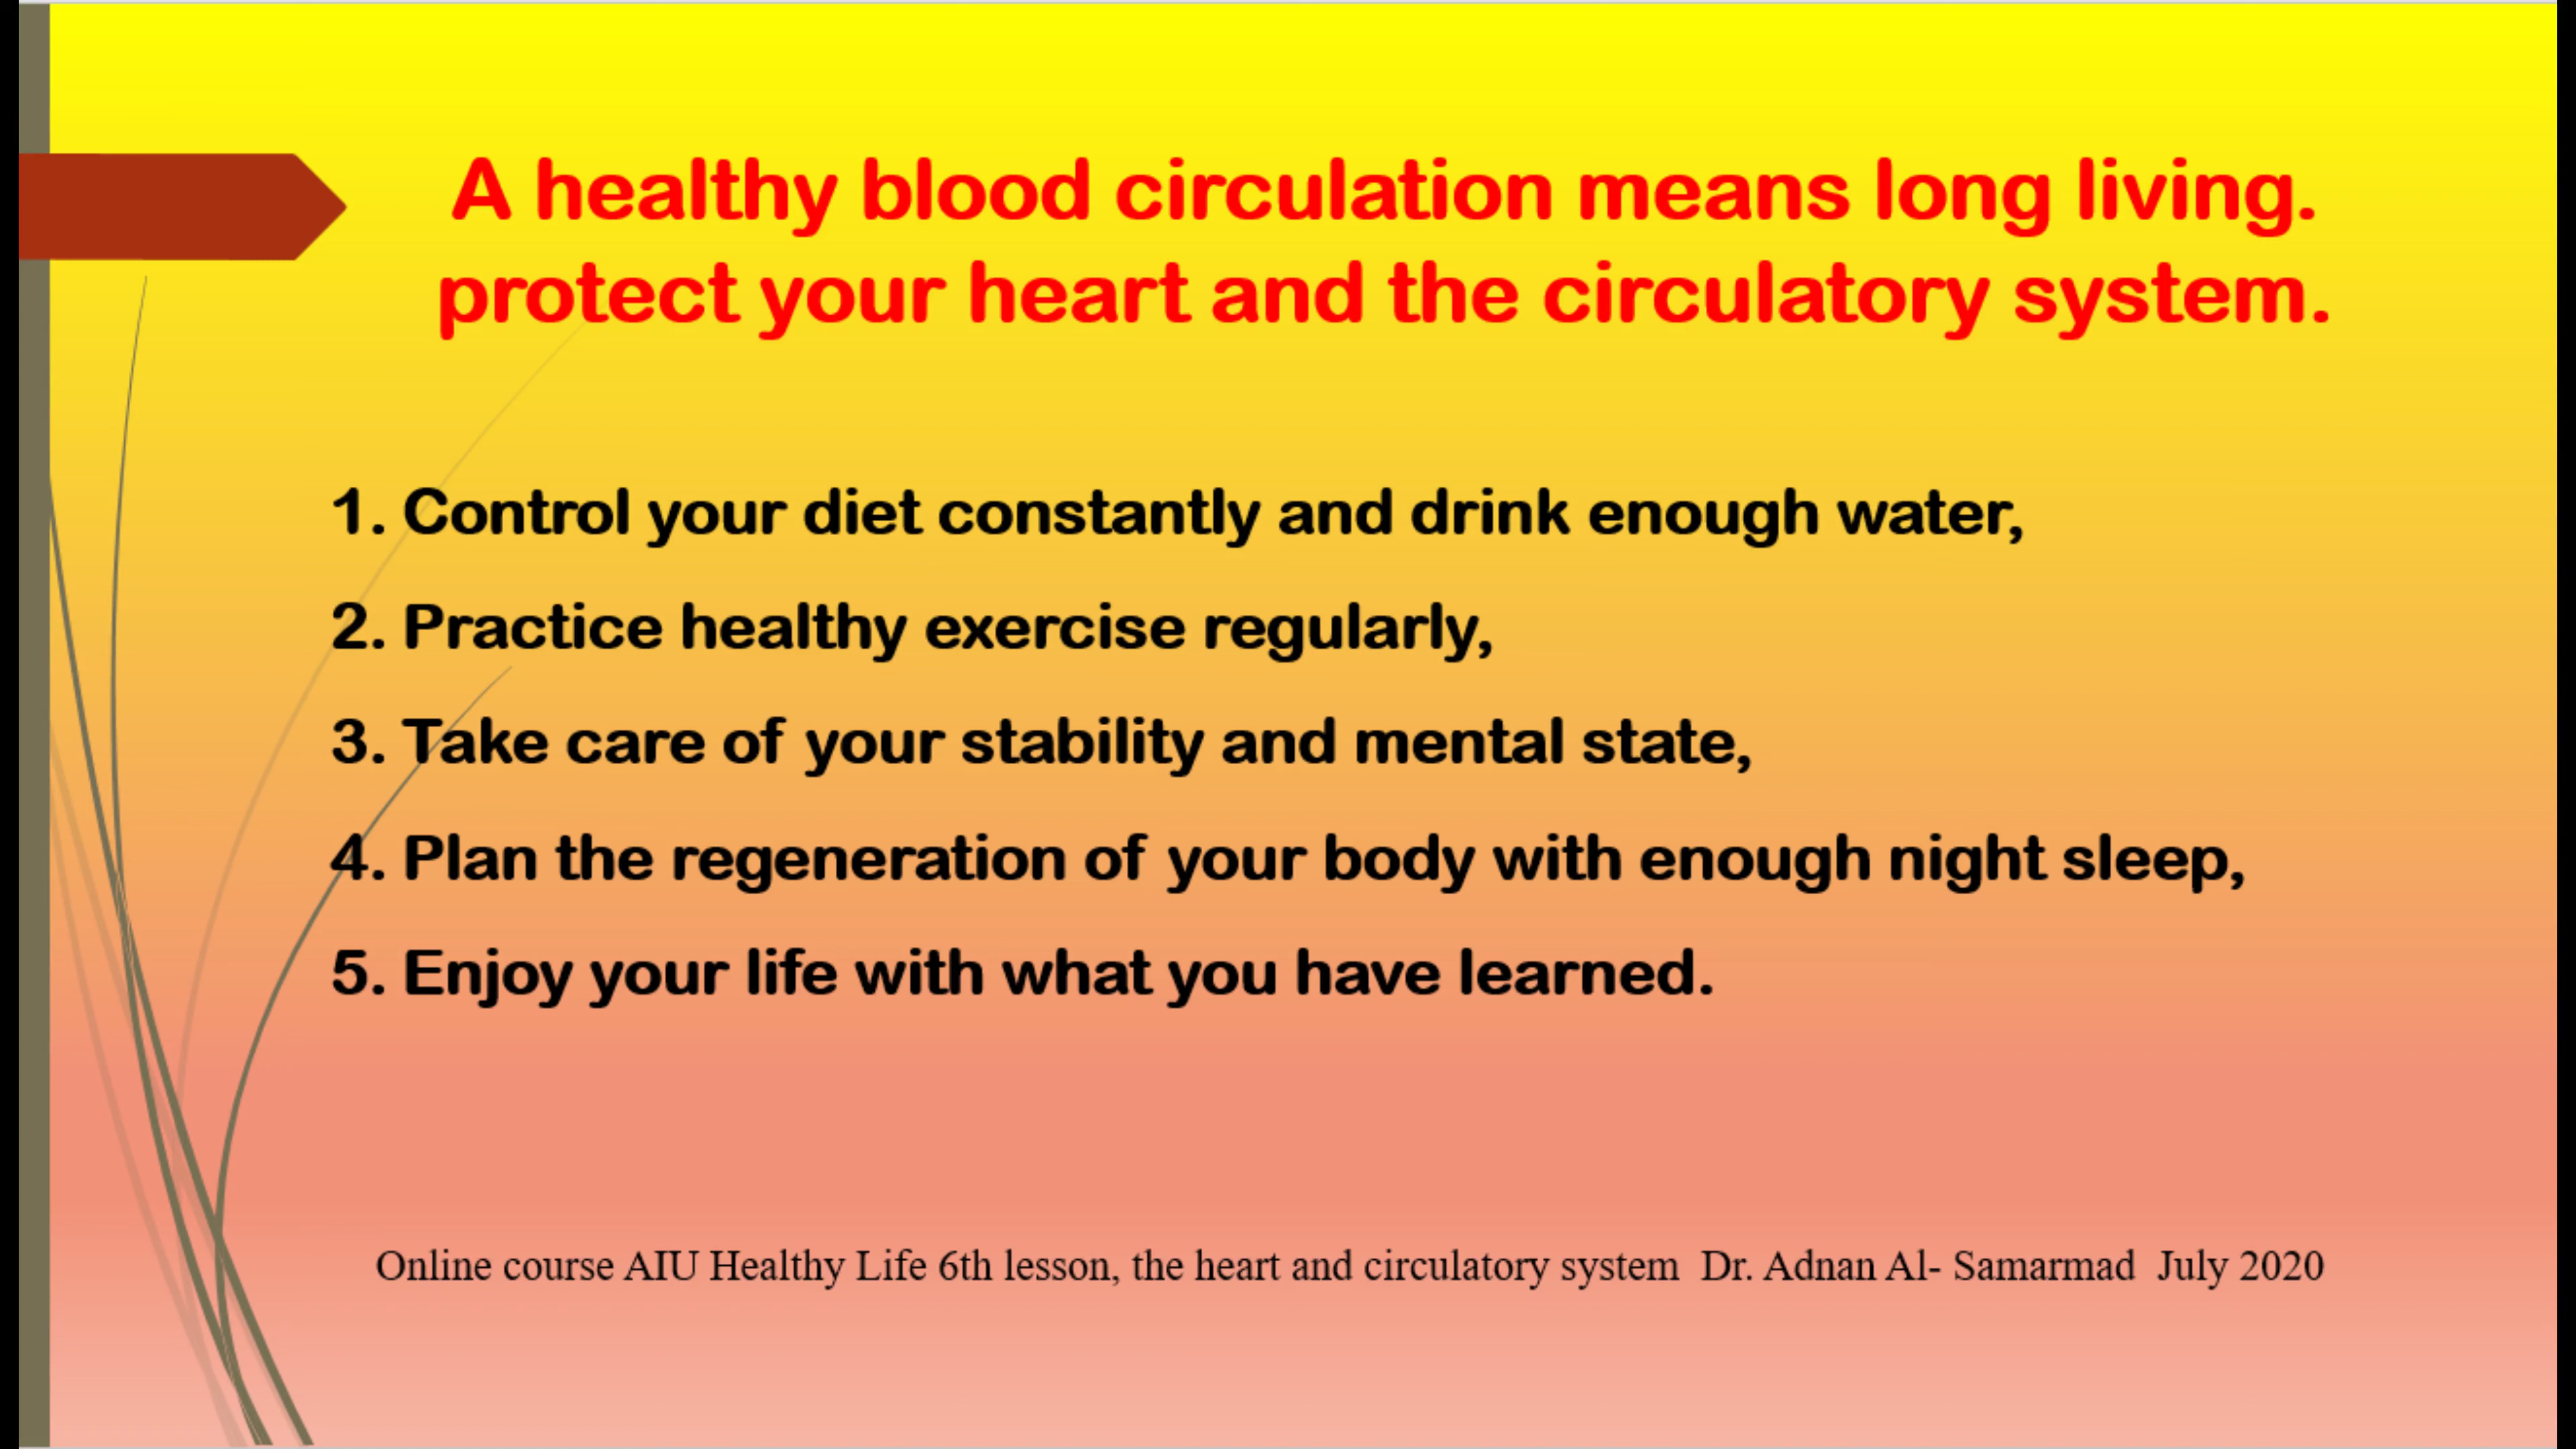 A healthy blood circulation means long living.
protect your heart and the circulatory system.
1. Control your diet constantly and drink enough water,
2. Practice healthy exercise regularly,
3. Take care of your stability and mental state,
4. Plan the regeneration of your body with enough night sleep,
5. Enjoy your life with what you have learned.
Online course AIU Healthy Life 6th lesson, the heart and circulatory system  Dr. Adnan Al- Samarmad  July 2020